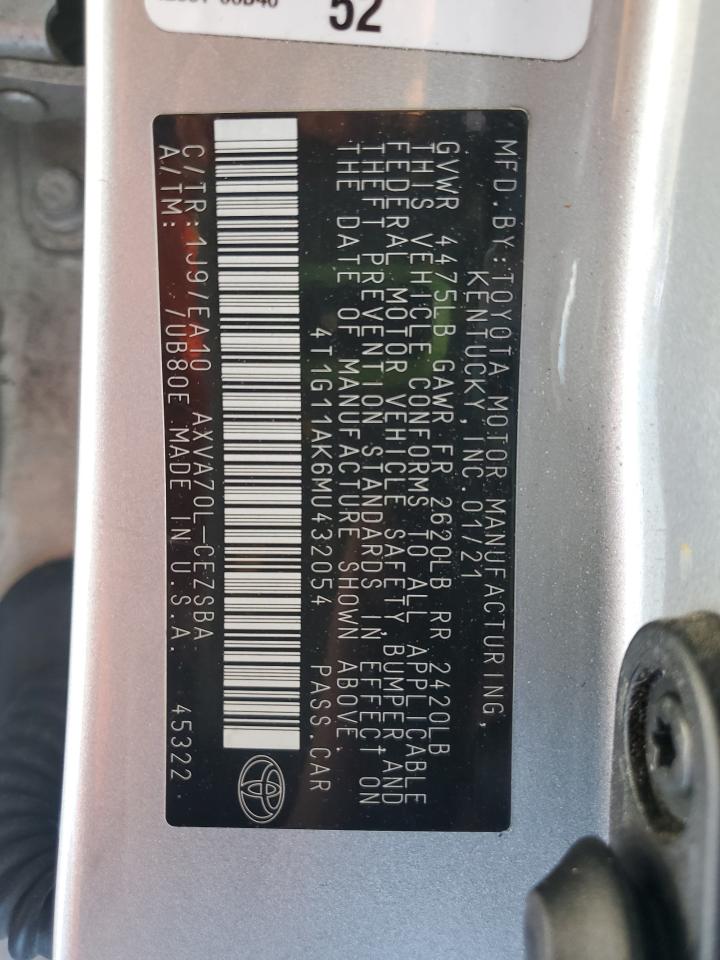 52
MFD.BY:TOYOTA MOTOR MANUFACTURING,
KENTUCKY,INC.01/21
GVWR 4475LB GAWR FR 2620LB RR 2420LB
THIS VEHICLE CONFORMS TO ALL APPLICABLE
FEDERAL MOTOR VEHICLE SAFETY,BUMPER,AND
THEFT PREVENTION STANDARDS IN EFFECT ON
THE DATE OF MANUFACTURE SHOWN ABOVE.
4T1G11AK6MU432054 PASS.CAR
C/TR:1J9/EA10 AXVA70L-CEZSBA
A/TM: /UB80E MADE IN U.S.A. 45322